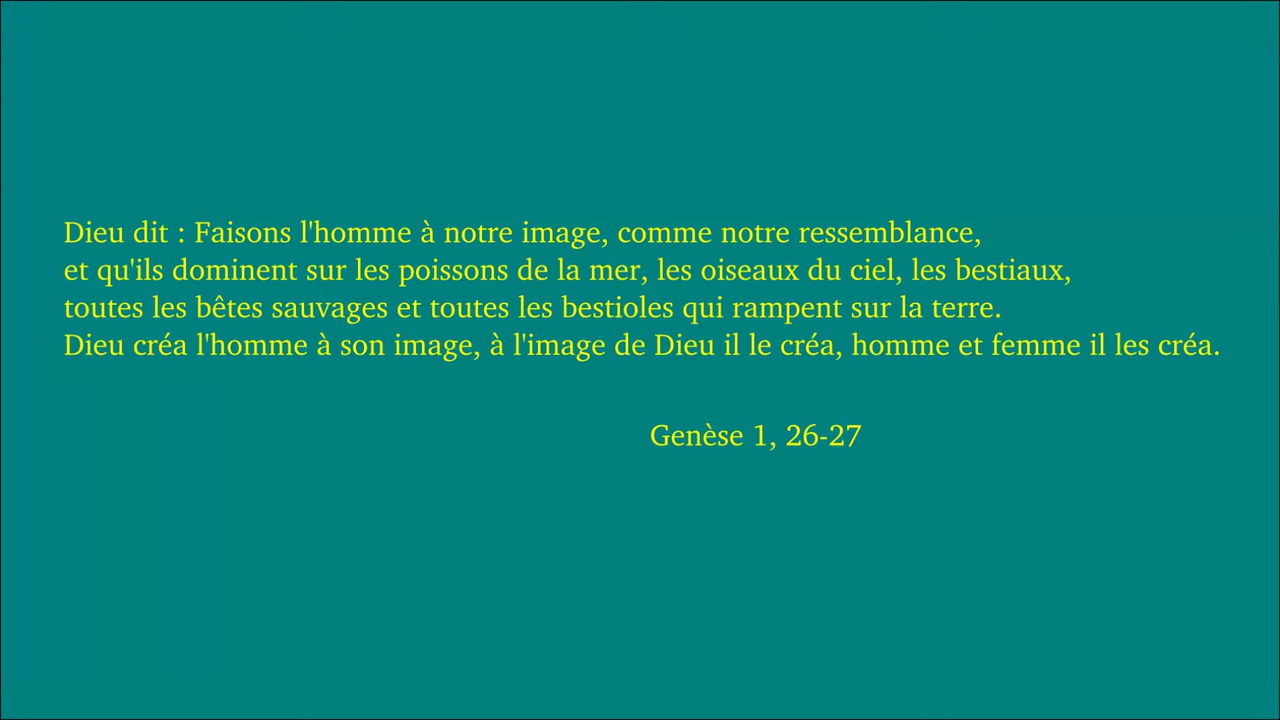 Dieu dit : Faisons l'homme à notre image, comme notre ressemblance,
et qu'ils dominent sur les poissons de la mer, les oiseaux du ciel, les bestiaux,
toutes les bêtes sauvages et toutes les bestioles qui rampent sur la terre.
Dieu créa l'homme à son image, à l'image de Dieu il le créa, homme et femme il les créa.
Genèse 1, 26-27